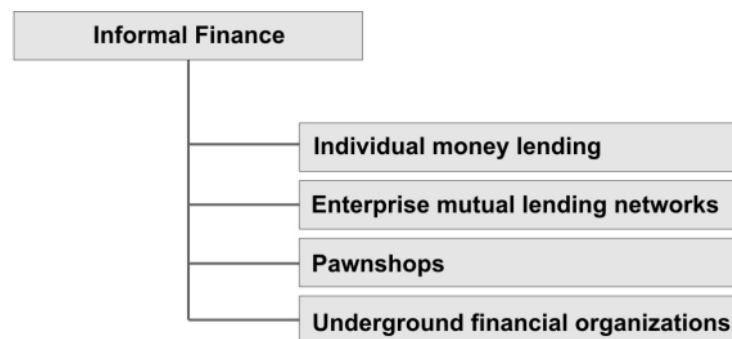 Informal Finance
Individual money lending
Enterprise mutual lending networks
Pawnshops
Underground financial organizations